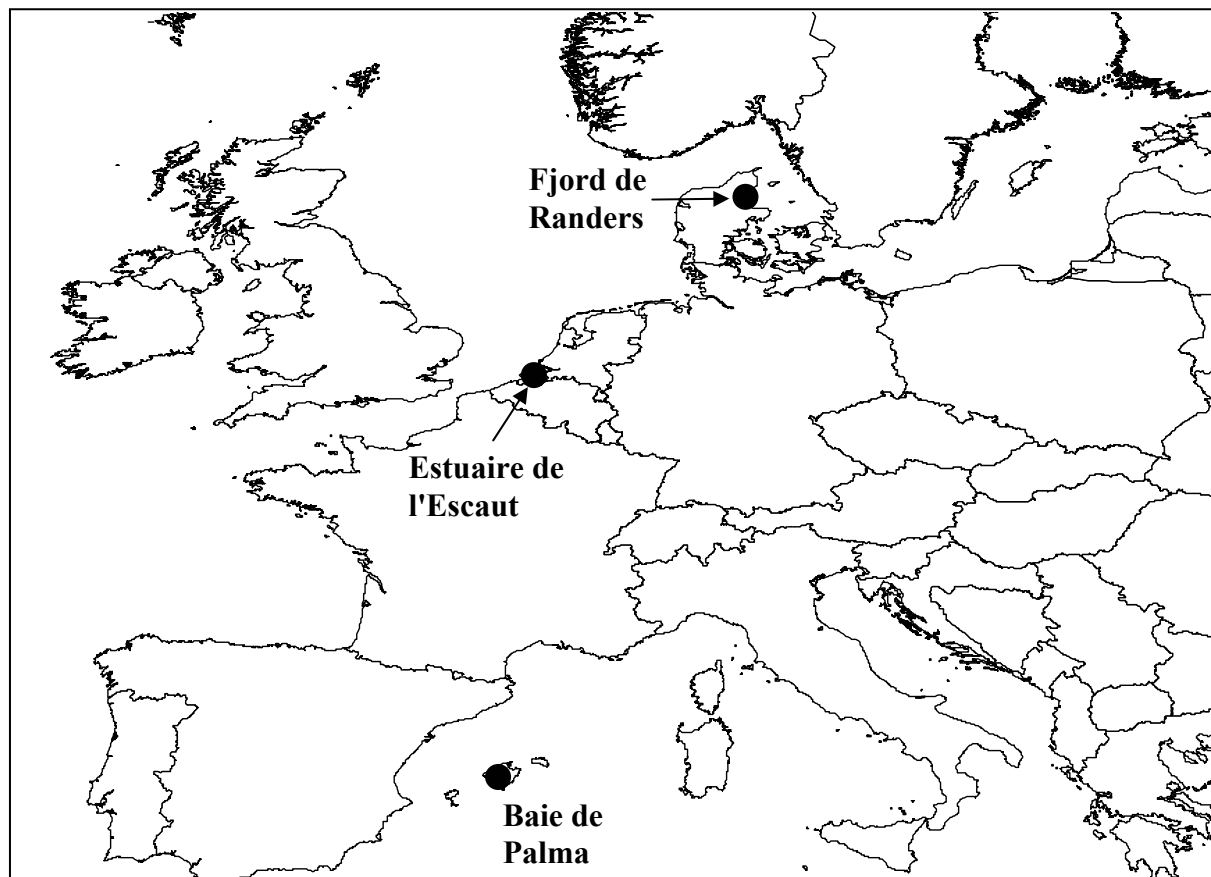 Fjord de
Randers
Estuaire de
l'Escaut
Baie de
Palma